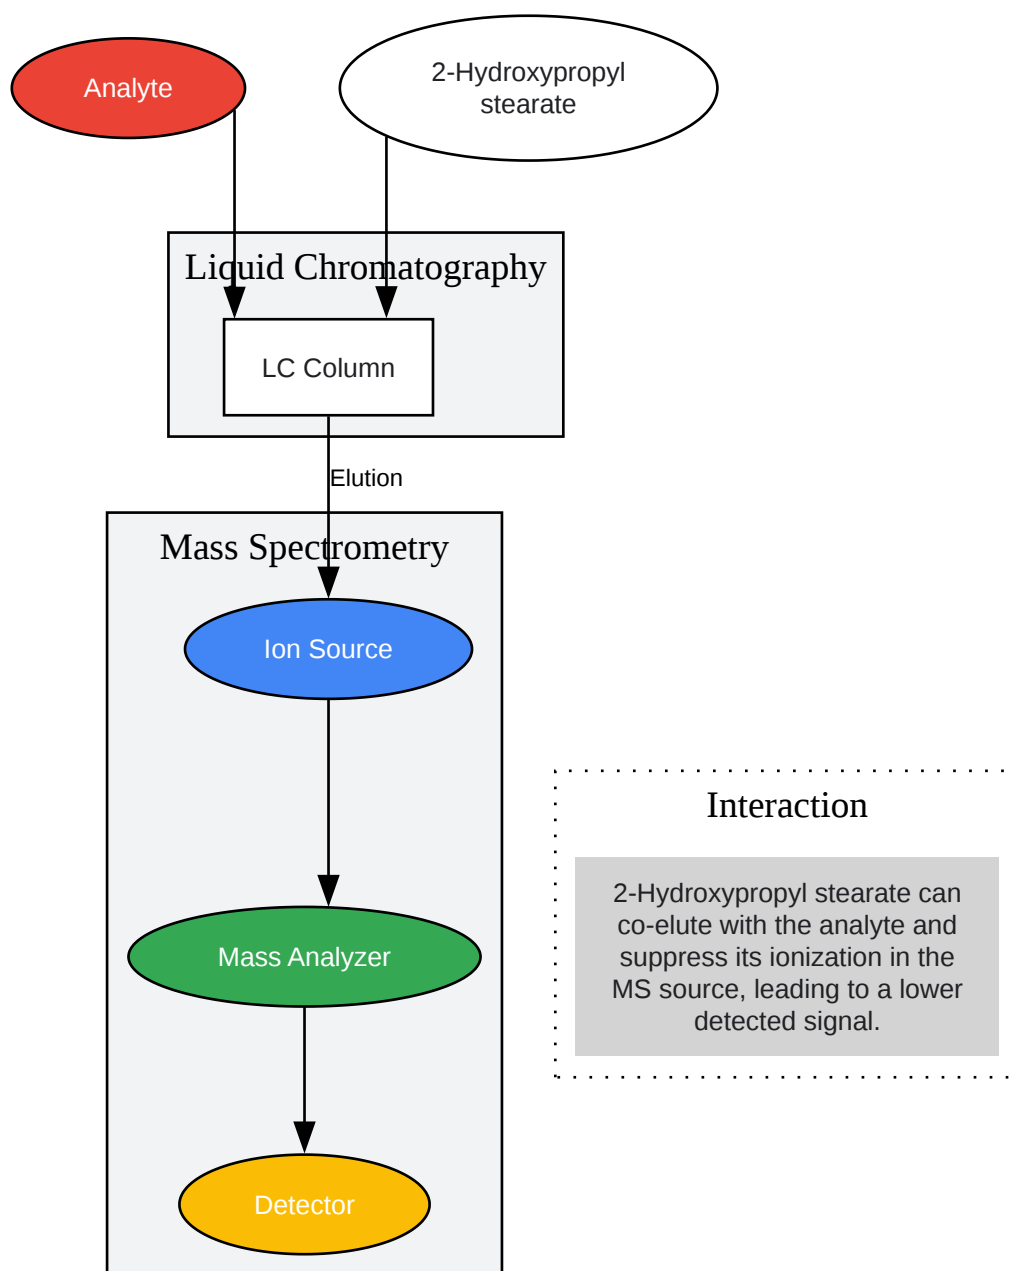 Analyte
2-Hydroxypropyl
stearate
Liquid Chromatography
LC Column
Elution
Mass Spectrometry
Ion Source
Interaction
2-Hydroxypropyl stearate can
co-elute with the analyte and
suppress its ionization in the
MS source, leading to a lower
detected signal.
Mass Analyzer
Detector